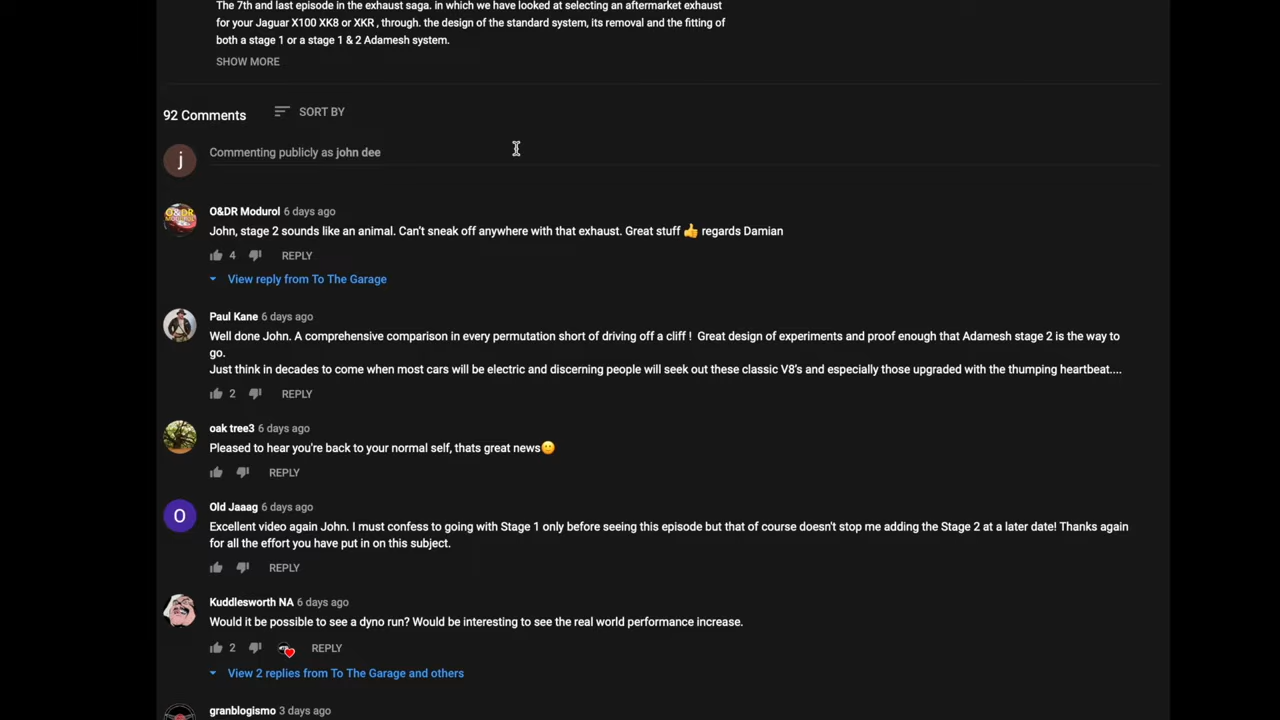 The 7th and last episode in the exhaust saga. in which we have looked at selecting an aftermarket exhaust
for your Jaguar X100 XK8 or XKR , through. the design of the standard system, its removal and the fitting of
both a stage 1 or a stage 1 & 2 Adamesh system.
SHOW MORE
92 Comments SORT BY
j Commenting publicly as john dee
O&DR Modurol 6 days ago
John, stage 2 sounds like an animal. Can't sneak off anywhere with that exhaust. Great stuff 👍 regards Damian
4 REPLY
View reply from To The Garage
Paul Kane 6 days ago
Well done John. A comprehensive comparison in every permutation short of driving off a cliff ! Great design of experiments and proof enough that Adamesh stage 2 is the way to
go.
Just think in decades to come when most cars will be electric and discerning people will seek out these classic V8's and especially those upgraded with the thumping heartbeat....
2 REPLY
oak tree3 6 days ago
Pleased to hear you're back to your normal self, thats great news🙂
REPLY
O Old Jaaag 6 days ago
Excellent video again John. I must confess to going with Stage 1 only before seeing this episode but that of course doesn't stop me adding the Stage 2 at a later date! Thanks again
for all the effort you have put in on this subject.
REPLY
Kuddlesworth NA 6 days ago
Would it be possible to see a dyno run? Would be interesting to see the real world performance increase.
2 REPLY
View 2 replies from To The Garage and others
granblogismo 3 days ago